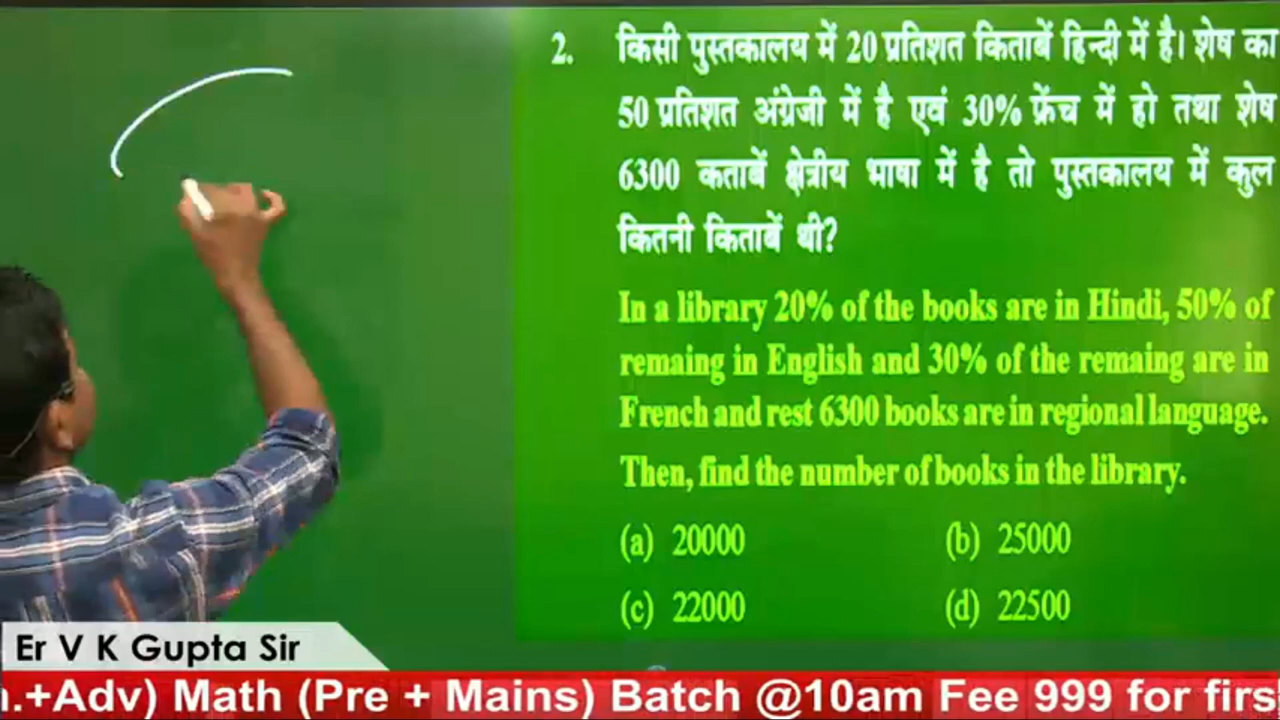 2. किसी पुस्तकालय में 20 प्रतिशत किताबें हिन्दी में है। शेष का
50 प्रतिशत अंग्रेजी में है एवं 30% फ्रेंच में हो तथा शेष
6300 कताबें क्षेत्रीय भाषा में है तो पुस्तकालय में कुल
कितनी किताबें थी?
In a library 20% of the books are in Hindi, 50% of
remaing in English and 30% of the remaing are in
French and rest 6300 books are in regional language.
Then, find the number of books in the library.
(a) 20000 (b) 25000
(c) 22000 (d) 22500
Er V K Gupta Sir
.+Adv) Math (Pre + Mains) Batch @10am Fee 999 for firs